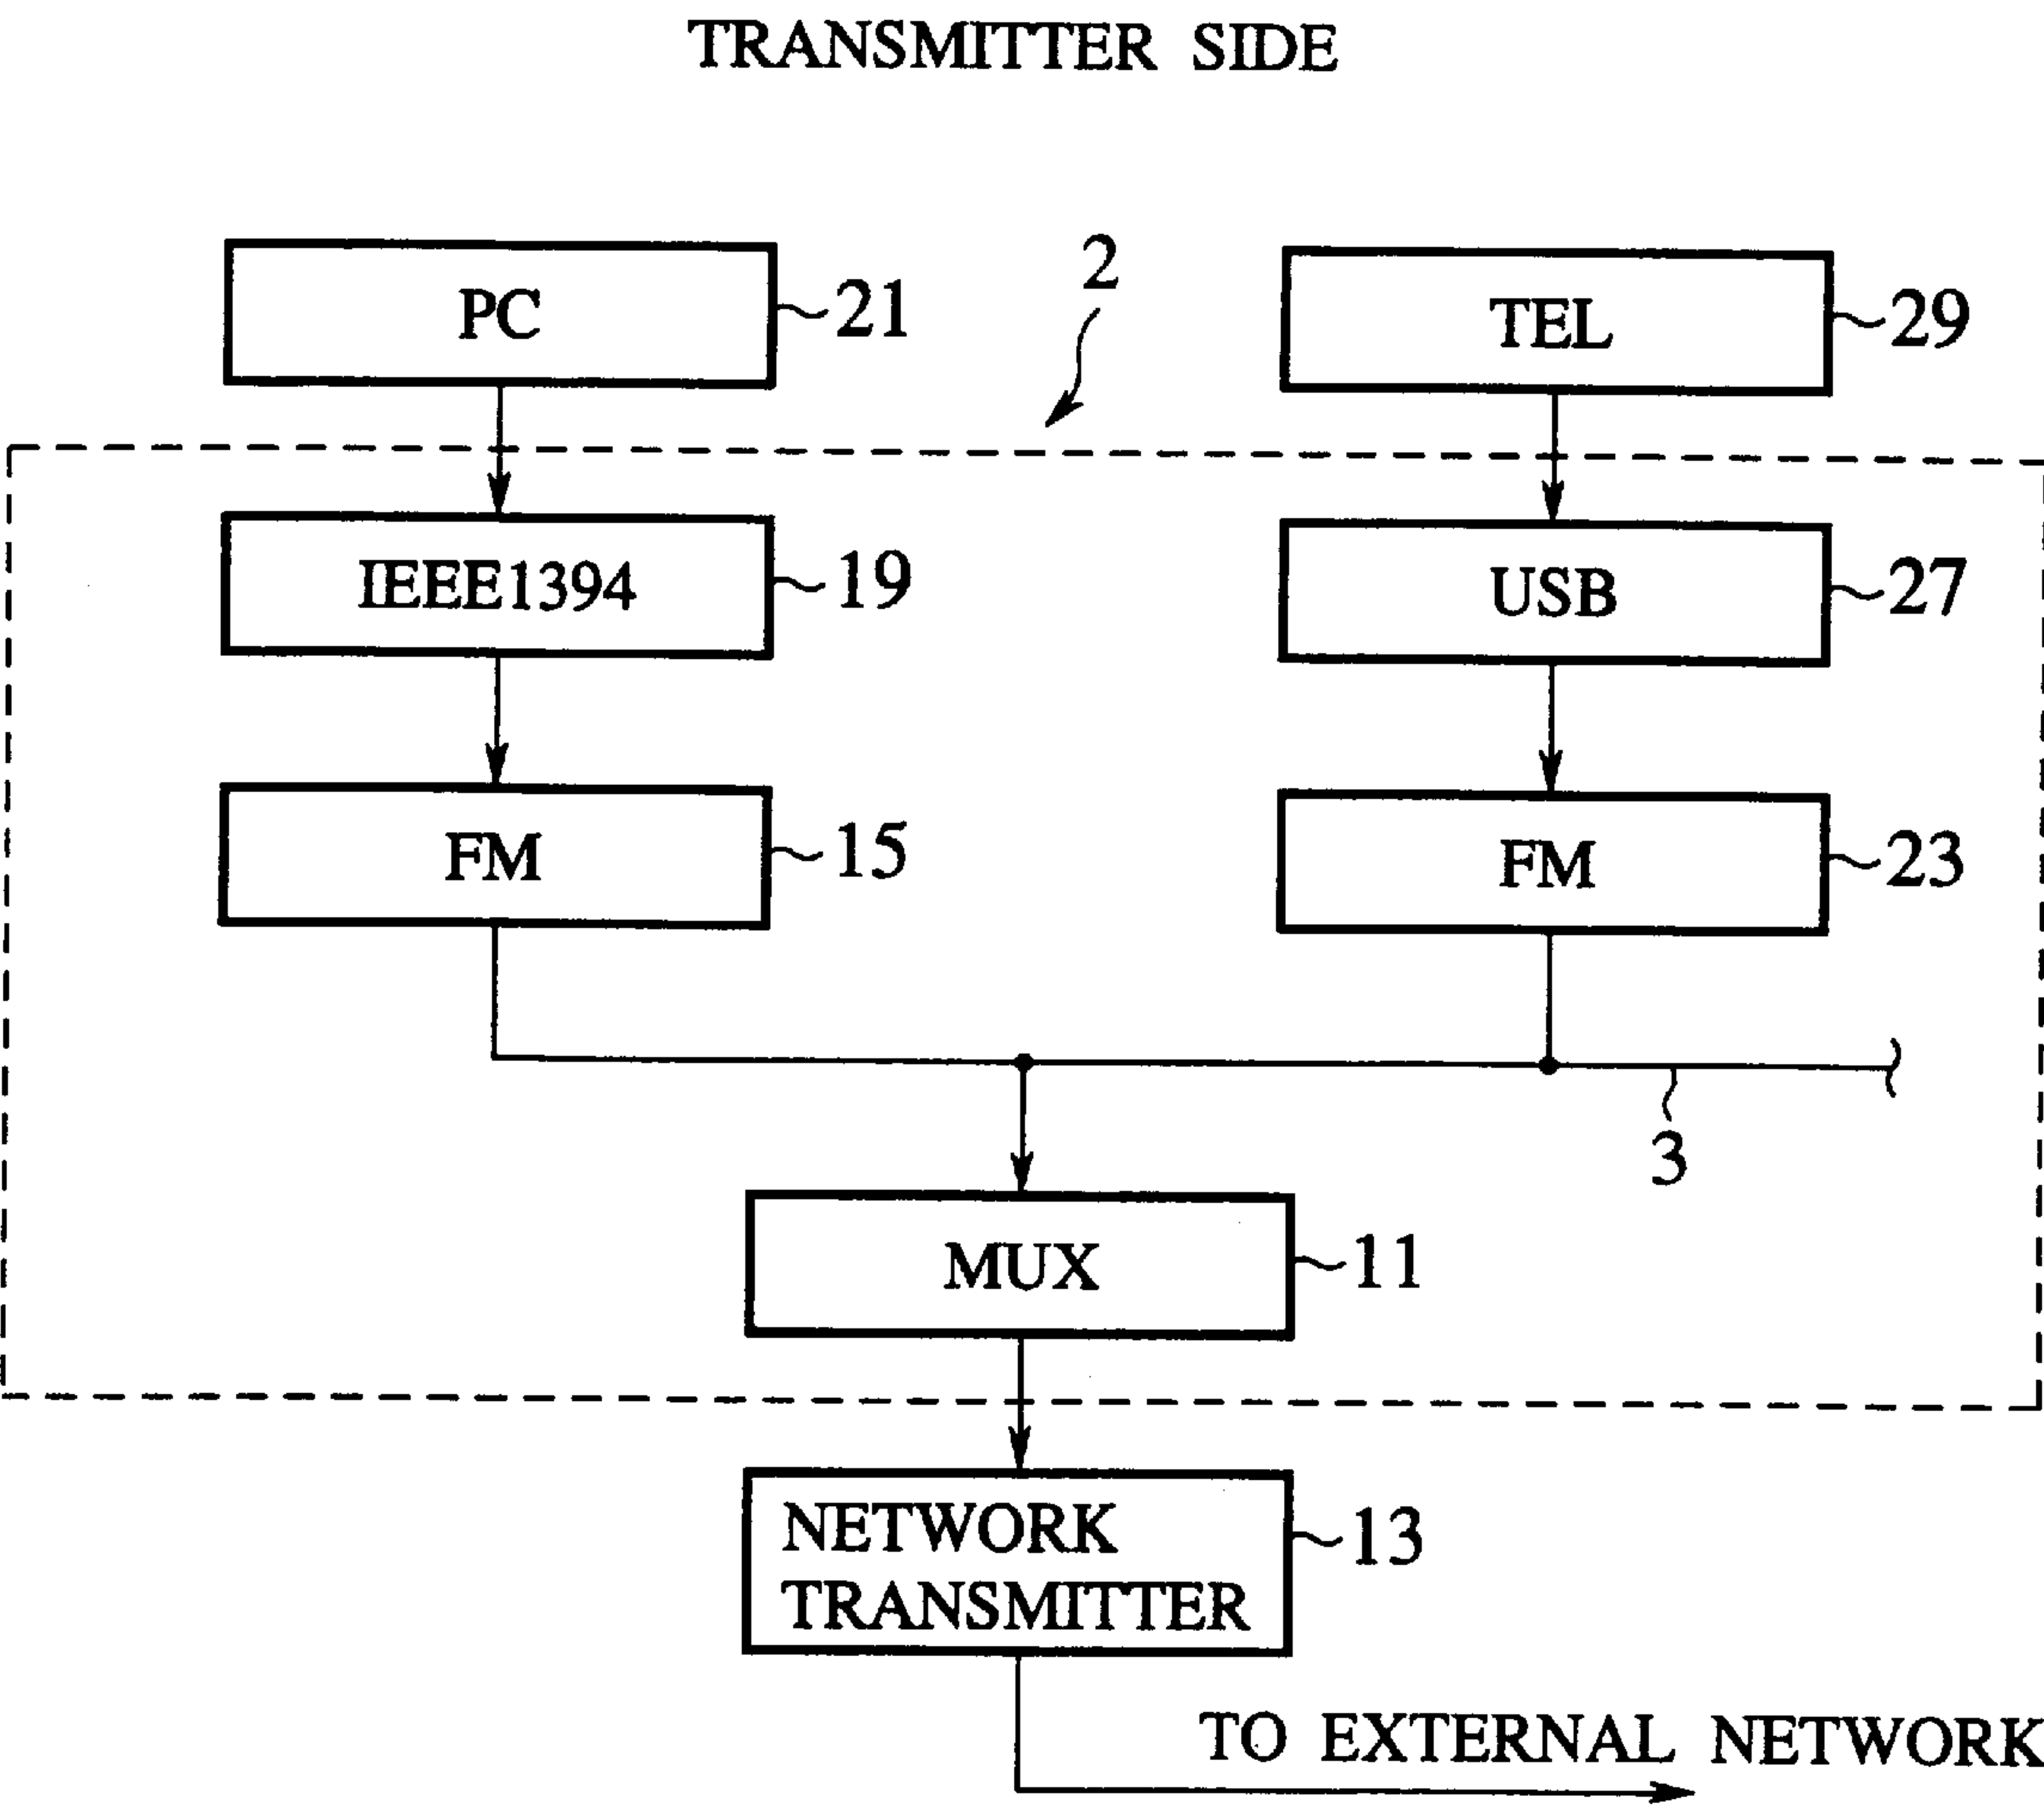 TRANSMITTER SIDE
2
PC
21
TEL
29
IEEE1394
19
USB
27
FM
15
FM
23
3
MUX
11
NETWORK
TRANSMITTER
13
TO EXTERNAL NETWORK